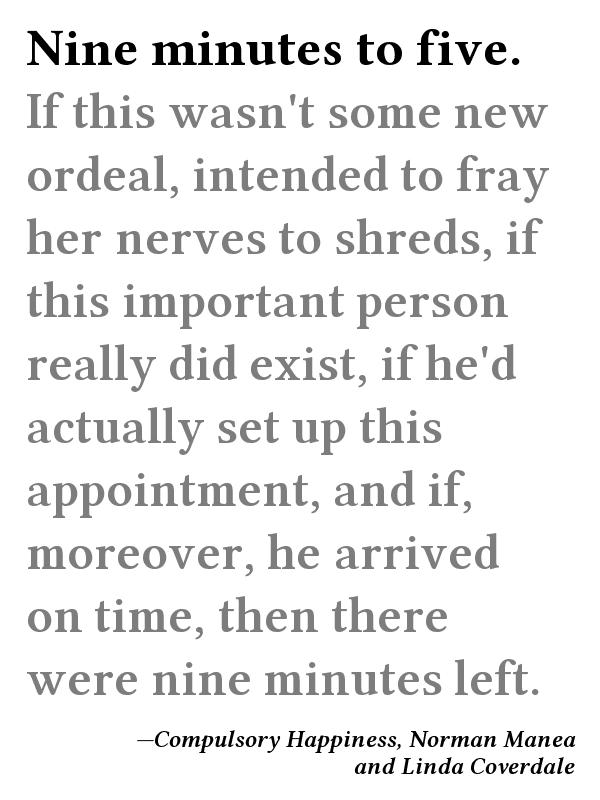 Nine minutes to five.
If this wasn't some new
ordeal, intended to fray
her nerves to shreds, if
this important person
really did exist, if he'd
actually set up this
appointment, and if,
moreover, he arrived
on time, then there
were nine minutes left.
—Compulsory Happiness, Norman Manea
and Linda Coverdale